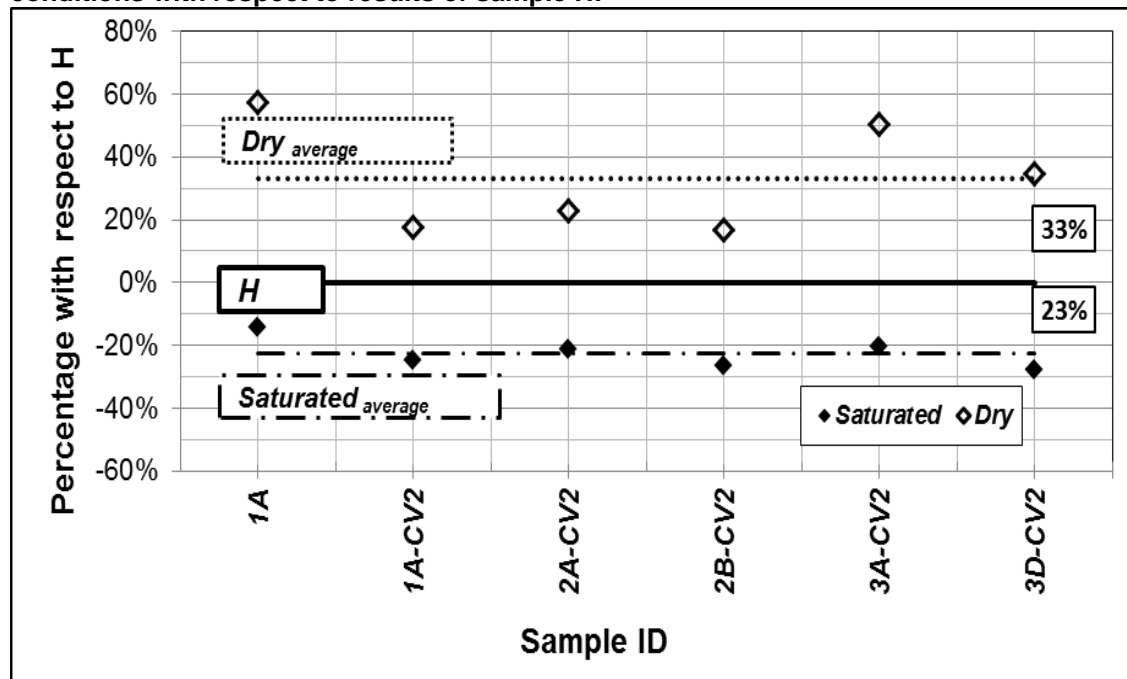 conditions with respect to results of sample H.
80%
60%
40%
20%
0%
-20%
-40%
-60%
Percentage with respect to H
Dry average
H
Saturated average
33%
23%
Saturated Dry
1A
1A-CV2
2A-CV2
2B-CV2
3A-CV2
3D-CV2
Sample ID